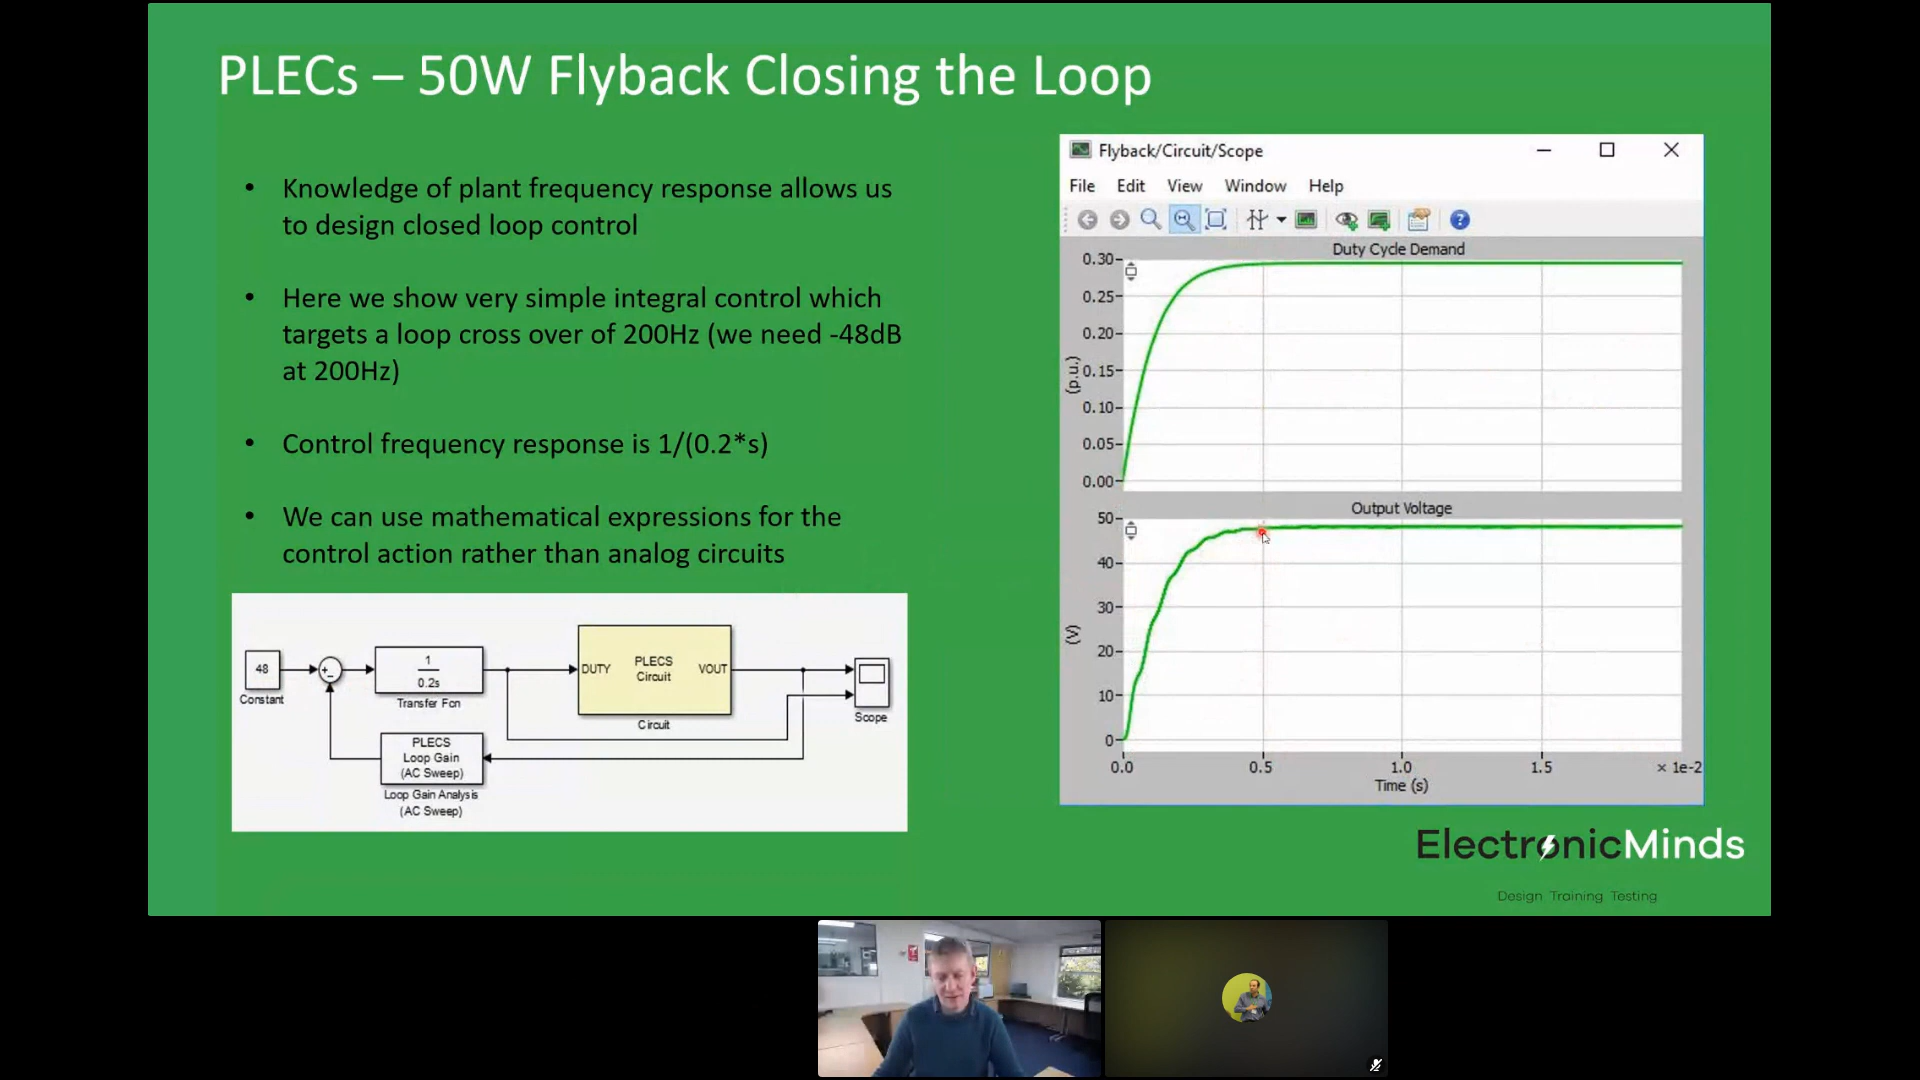 PLECs – 50W Flyback Closing the Loop
• Knowledge of plant frequency response allows us
to design closed loop control
• Here we show very simple integral control which
targets a loop cross over of 200Hz (we need -48dB
at 200Hz)
• Control frequency response is 1/(0.2*s)
• We can use mathematical expressions for the
control action rather than analog circuits
48
Constant
+
-
1
0.2s
Transfer Fcn
DUTY
PLECS
Circuit
VOUT
Circuit
Scope
PLECS
Loop Gain
(AC Sweep)
Loop Gain Analysis
(AC Sweep)
Flyback/Circuit/Scope
File Edit View Window Help
Duty Cycle Demand
0.30
0.25
0.20
0.15
0.10
0.05
0.00
(p.u.)
Output Voltage
50
40
30
20
10
0
(V)
0.0 0.5 1.0 1.5 × 1e-2
Time (s)
ElectronicMinds
Design Training Testing